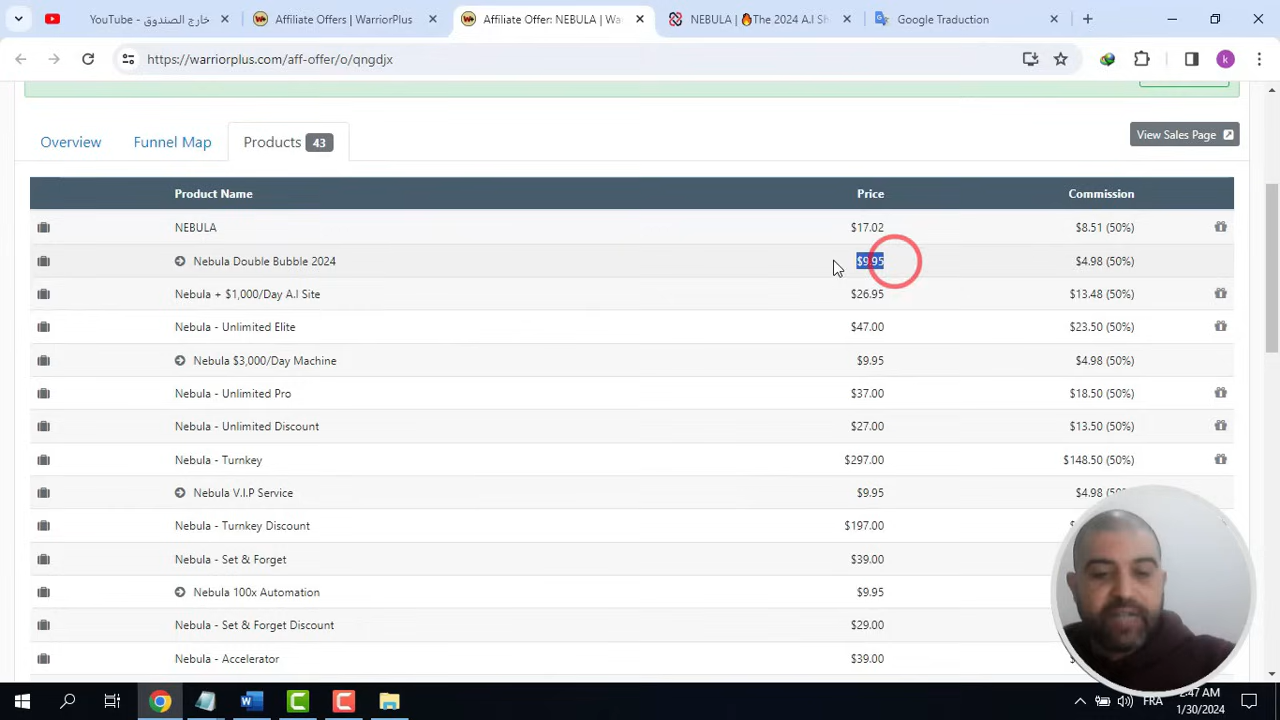 YouTube - خارج الصندوق
Affiliate Offers | WarriorPlus
Affiliate Offer: NEBULA | Wa
NEBULA | 🔥The 2024 A.I Sh
Google Traduction
https://warriorplus.com/aff-offer/o/qngdjx
k
Overview
Funnel Map
Products 43
View Sales Page
Product Name Price Commission
NEBULA $17.02 $8.51 (50%)
Nebula Double Bubble 2024 $9.95 $4.98 (50%)
Nebula + $1,000/Day A.I Site $26.95 $13.48 (50%)
Nebula - Unlimited Elite $47.00 $23.50 (50%)
Nebula $3,000/Day Machine $9.95 $4.98 (50%)
Nebula - Unlimited Pro $37.00 $18.50 (50%)
Nebula - Unlimited Discount $27.00 $13.50 (50%)
Nebula - Turnkey $297.00 $148.50 (50%)
Nebula V.I.P Service $9.95 $4.98 (50%
Nebula - Turnkey Discount $197.00
Nebula - Set & Forget $39.00
Nebula 100x Automation $9.95
Nebula - Set & Forget Discount $29.00
Nebula - Accelerator $39.00
FRA
:47 AM
1/30/2024